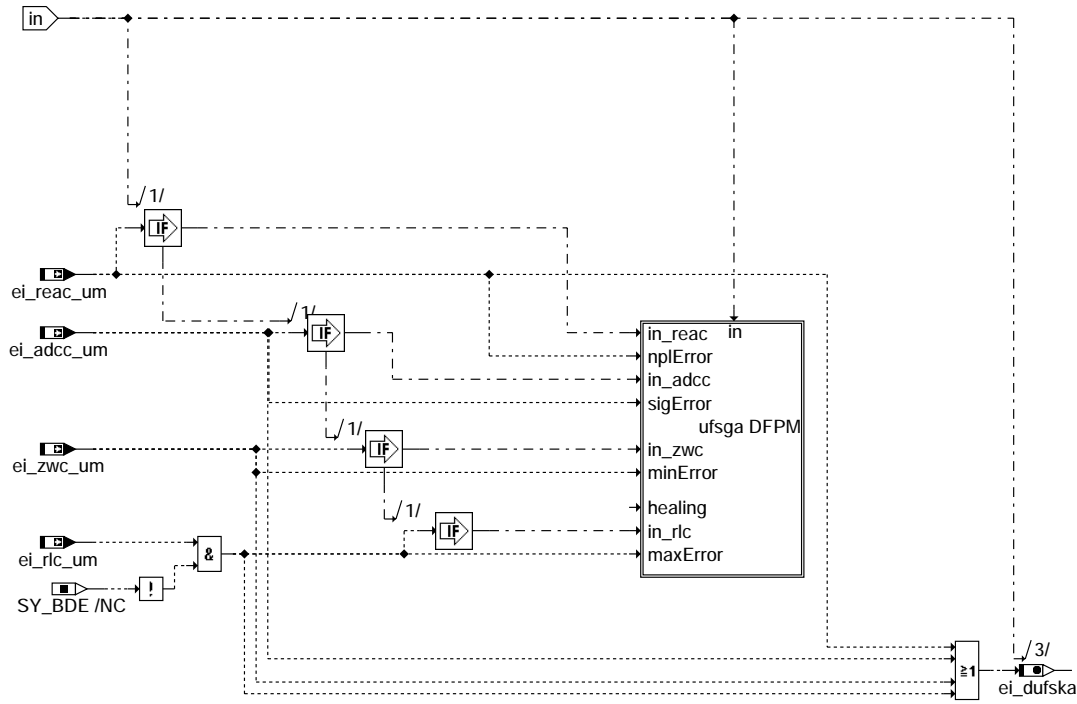 in
/1/
IF
ei_reac_um
/1/
IF
ei_adcc_um
in_reac
in
nplError
in_adcc
sigError
ufsga DFPM
/1/
IF
ei_zwc_um
in_zwc
minError
healing
/1/
IF
in_rlc
maxError
ei_rlc_um
&
!
SY_BDE /NC
≥1
/3/
ei_dufska